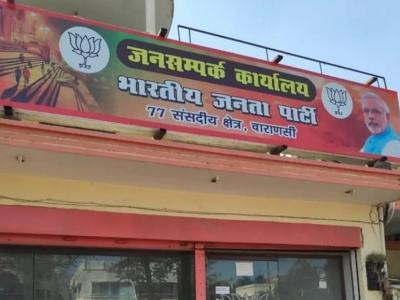 जनसम्पर्क कार्यालय
भारतीय जनता पार्टी
77 संसदीय क्षेत्र, वाराणसी